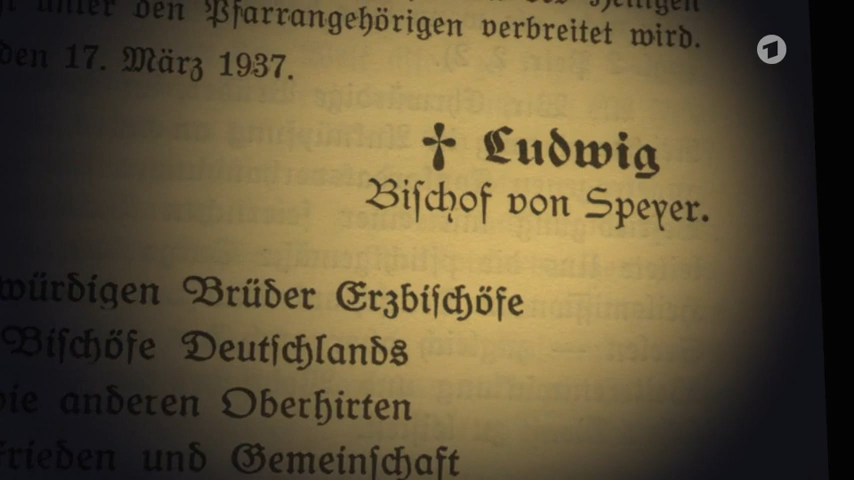 unter den Pfarrangehörigen verbreitet wird.
den 17. März 1937.
† Ludwig
Bischof von Speyer.
würdigen Brüder Erzbischöfe
Bischöfe Deutschlands
die anderen Oberhirten
Frieden und Gemeinschaft
1